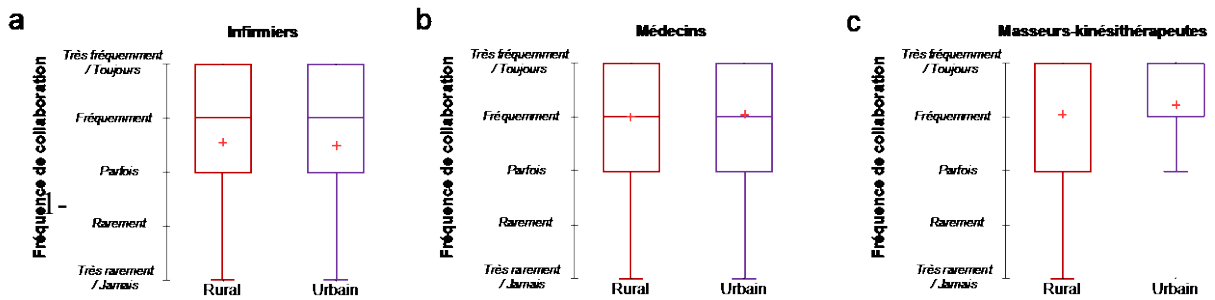 a
Infirmiers
Fréquence de collaboration
Très fréquemment
/ Toujours
Fréquemment
Parfois
Rarement
Très rarement
/ Jamais
Rural
Urbain
1-
b
Médecins
Fréquence de collaboration
Très fréquemment
/ Toujours
Fréquemment
Parfois
Rarement
Très rarement
/ Jamais
Rural
Urbain
c
Masseurs-kinésithérapeutes
Fréquence de collaboration
Très fréquemment
/ Toujours
Fréquemment
Parfois
Rarement
Très rarement
/ Jamais
Rural
Urbain